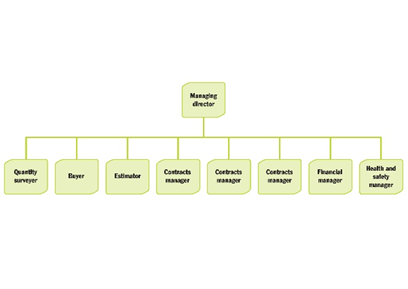 Managing
director
Quantity
surveyor
Buyer
Estimator
Contracts
manager
Contracts
manager
Contracts
manager
Financial
manager
Health and
safety
manager